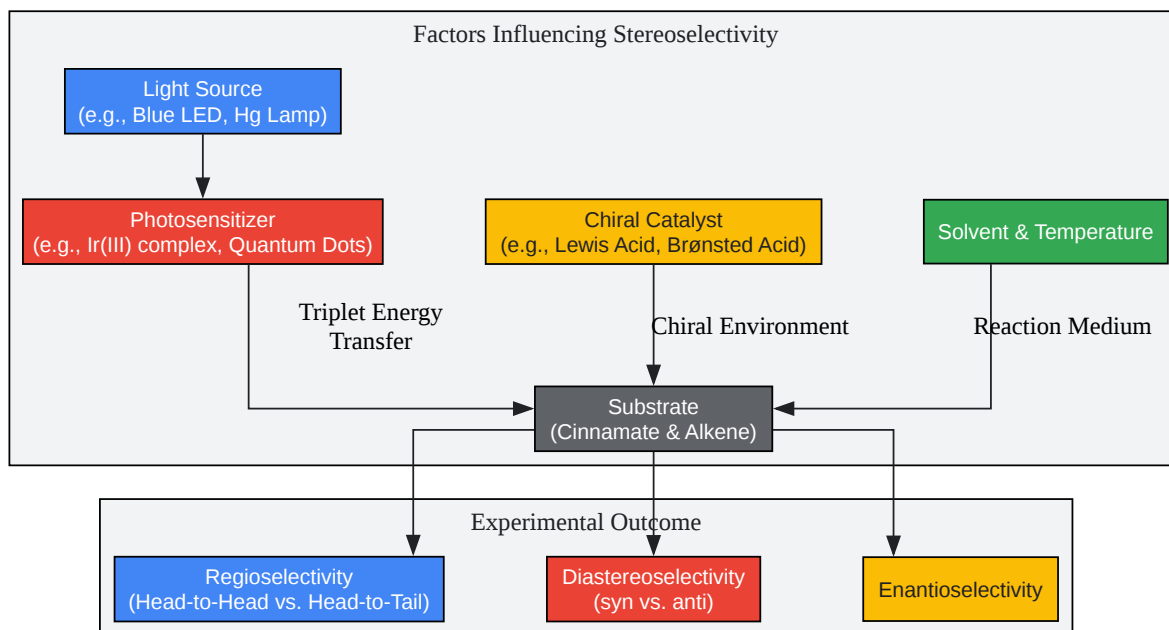 Factors Influencing Stereoselectivity
Light Source
(e.g., Blue LED, Hg Lamp)
Photosensitizer
(e.g., Ir(III) complex, Quantum Dots)
Chiral Catalyst
(e.g., Lewis Acid, Brønsted Acid)
Solvent & Temperature
Triplet Energy
Transfer
Chiral Environment
Reaction Medium
Substrate
(Cinnamate & Alkene)
Experimental Outcome
Regioselectivity
(Head-to-Head vs. Head-to-Tail)
Diastereoselectivity
(syn vs. anti)
Enantioselectivity